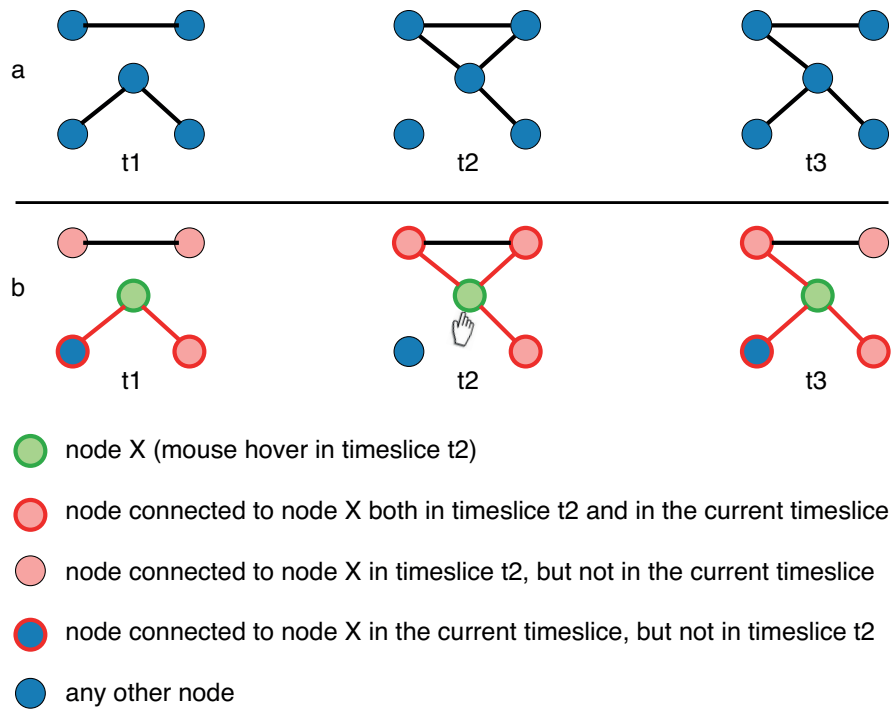 a
t1
t2
t3
b
t1
t2
t3
node X (mouse hover in timeslice t2)
node connected to node X both in timeslice t2 and in the current timeslice
node connected to node X in timeslice t2, but not in the current timeslice
node connected to node X in the current timeslice, but not in timeslice t2
any other node